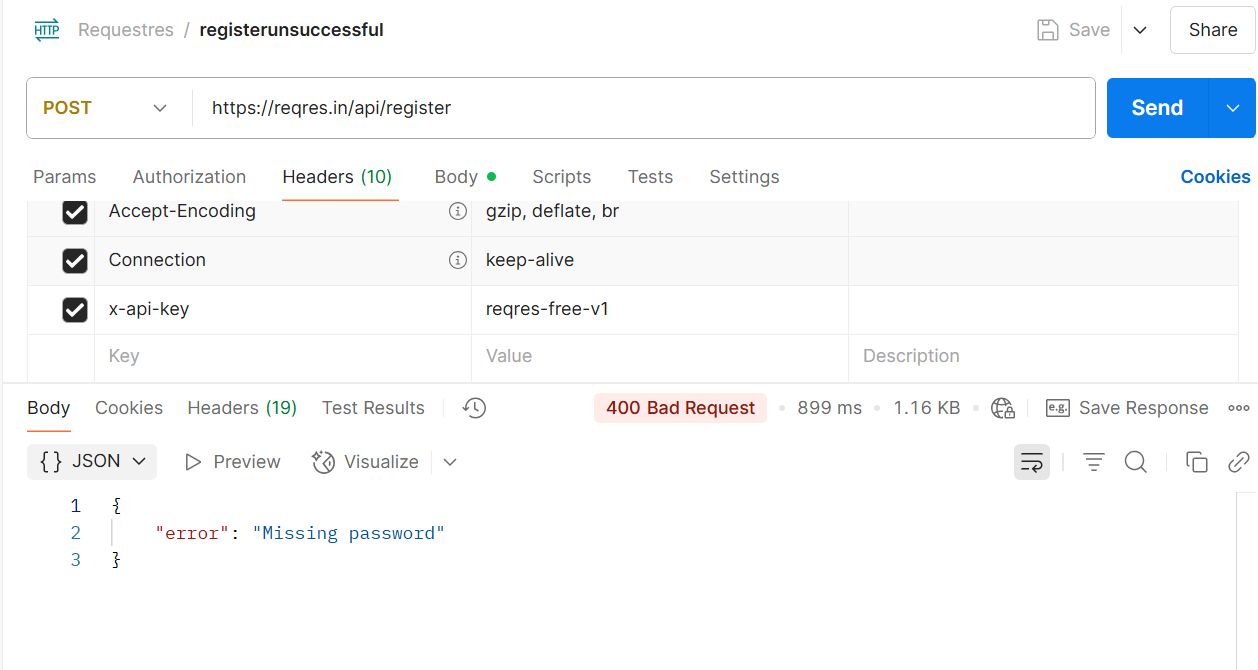 HTTP Requestres / registerunsuccessful Save Share
POST https://reqres.in/api/register Send
Params Authorization Headers (10) Body Scripts Tests Settings Cookies
Accept-Encoding gzip, deflate, br
Connection keep-alive
x-api-key reqres-free-v1
Key Value Description
Body Cookies Headers (19) Test Results 400 Bad Request • 899 ms • 1.16 KB • e.g. Save Response
{} JSON Preview Visualize
1 {
2 "error": "Missing password"
3 }